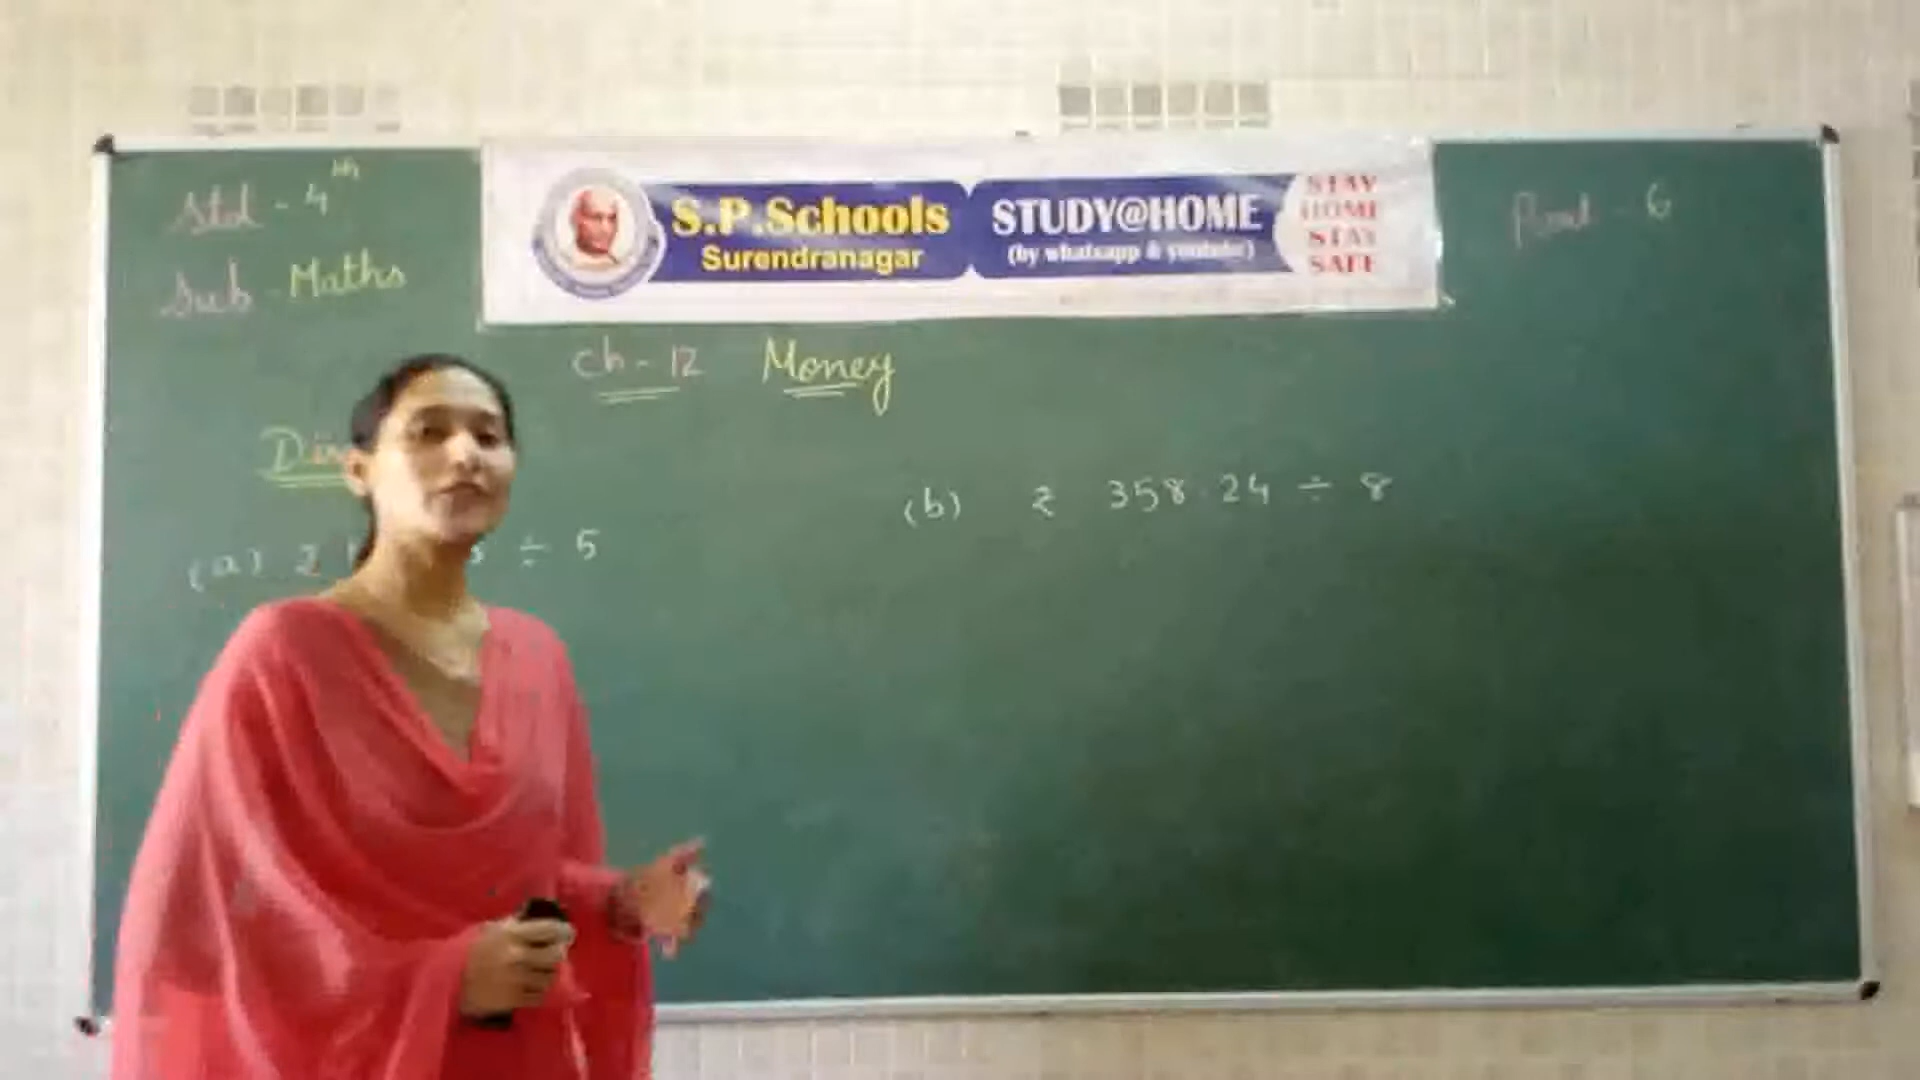 Std - 4th
Sub - Maths
S.P.Schools
Surendranagar
STUDY@HOME
(by whatsapp & youtube)
STAY
HOME
STAY
SAFE
- 6
Ch - 12 Money
(a) ₹ ÷ 5
(b) ₹ 358.24 ÷ 8